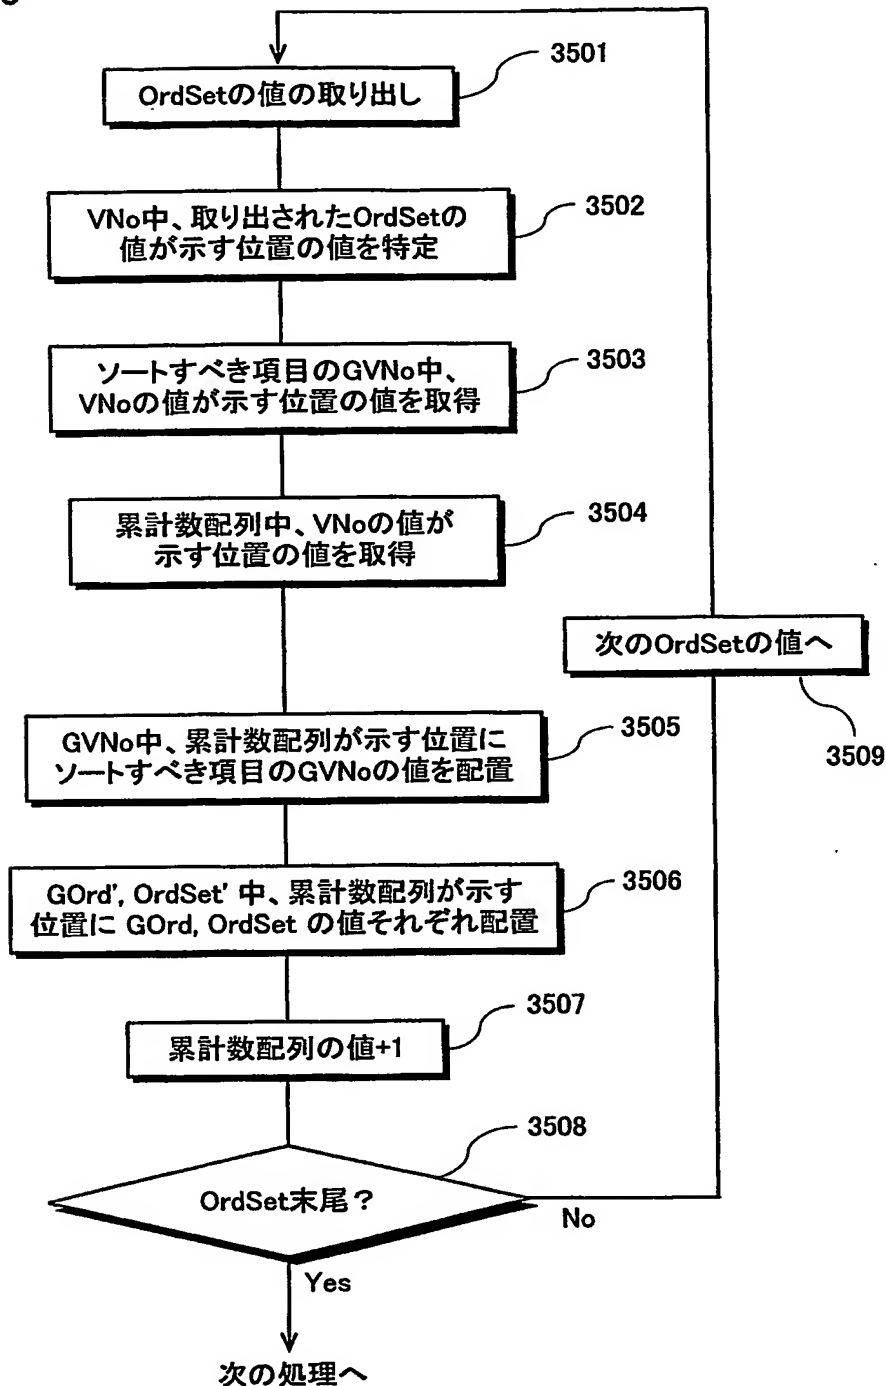 OrdSetの値の取り出し
3501
VNo中、取り出されたOrdSetの
値が示す位置の値を特定
3502
ソートすべき項目のGVNo中、
VNoの値が示す位置の値を取得
3503
累計数配列中、VNoの値が
示す位置の値を取得
3504
次のOrdSetの値へ
3509
GVNo中、累計数配列が示す位置に
ソートすべき項目のGVNoの値を配置
3505
GOrd', OrdSet' 中、累計数配列が示す
位置に GOrd, OrdSet の値それぞれ配置
3506
累計数配列の値+1
3507
OrdSet末尾？
3508
No
Yes
次の処理へ